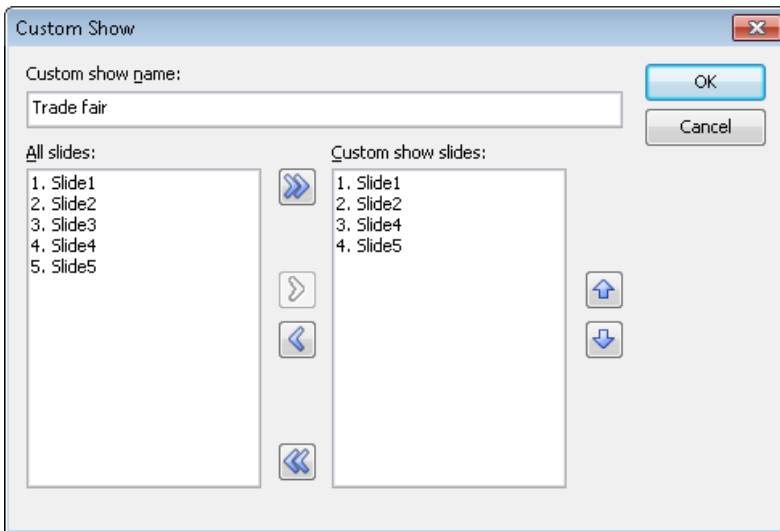 Custom Show
Custom show name:
Trade fair
OK
Cancel
All slides:
1. Slide1
2. Slide2
3. Slide3
4. Slide4
5. Slide5
Custom show slides:
1. Slide1
2. Slide2
3. Slide4
4. Slide5